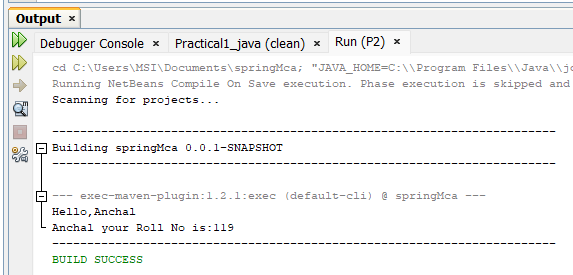 Output ×
Debugger Console × Practical1_java (clean) × Run (P2) ×
cd C:\Users\MSI\Documents\springMca; "JAVA_HOME=C:\\Program Files\\Java\\
Running NetBeans Compile On Save execution. Phase execution is skipped and
Scanning for projects...
------------------------------------------------------------------------
Building springMca 0.0.1-SNAPSHOT
------------------------------------------------------------------------
--- exec-maven-plugin:1.2.1:exec (default-cli) @ springMca ---
Hello,Anchal
Anchal your Roll No is:119
------------------------------------------------------------------------
BUILD SUCCESS